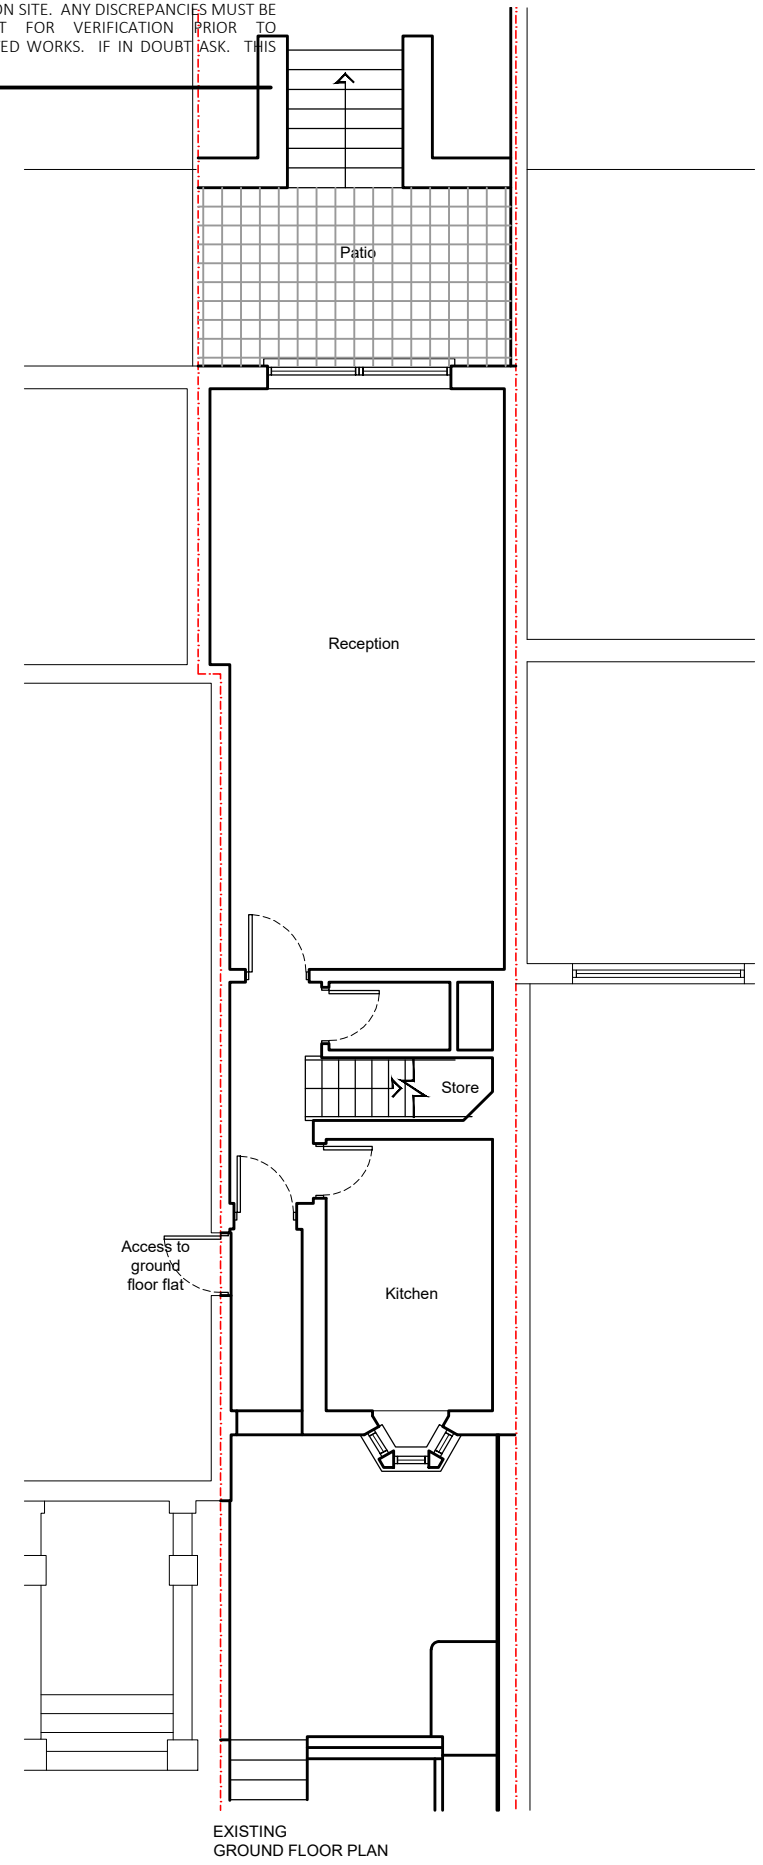 ON SITE. ANY DISCREPANCIES MUST BE
T FOR VERIFICATION PRIOR TO
ED WORKS. IF IN DOUBT ASK. THIS
Patio
Reception
Store
Access to
ground
floor flat
Kitchen
EXISTING
GROUND FLOOR PLAN